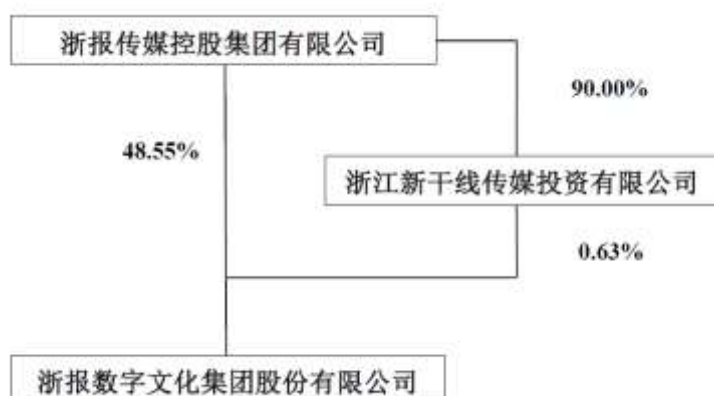 浙报传媒控股集团有限公司
90.00%
48.55%
浙江新干线传媒投资有限公司
0.63%
浙报数字文化集团股份有限公司